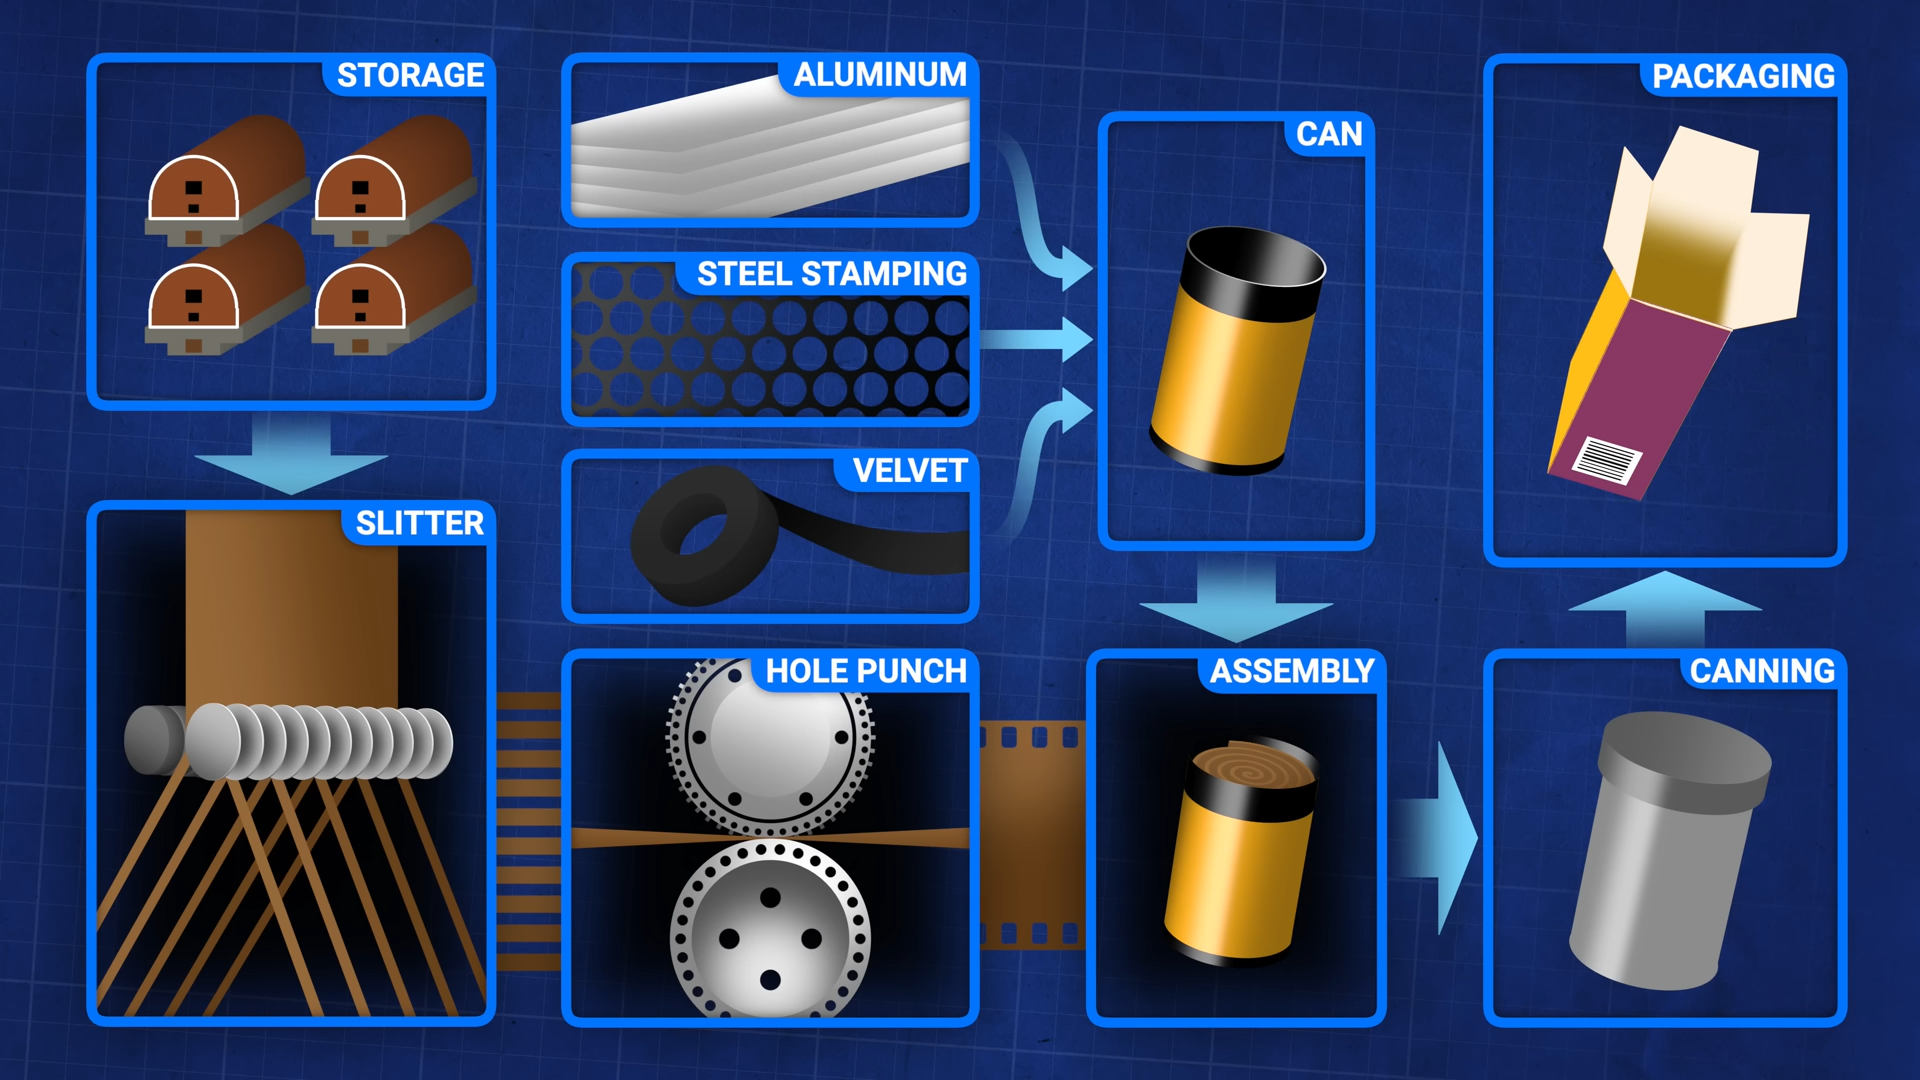 STORAGE
ALUMINUM
STEEL STAMPING
VELVET
CAN
PACKAGING
SLITTER
HOLE PUNCH
ASSEMBLY
CANNING